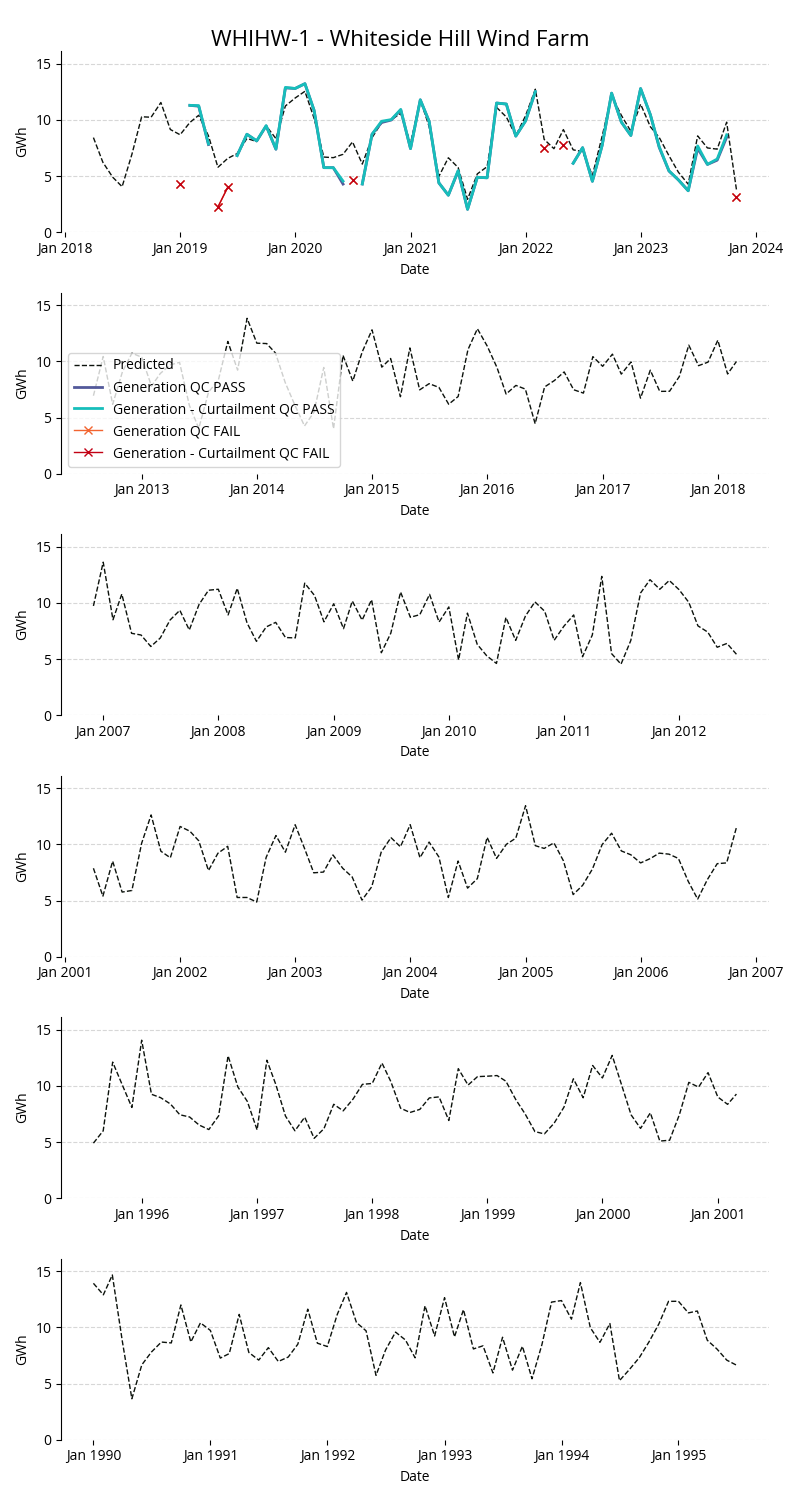 WHIHW-1 - Whiteside Hill Wind Farm
15
10
5
0
GWh
Jan 2018 Jan 2019 Jan 2020 Jan 2021 Jan 2022 Jan 2023 Jan 2024
Date
15
10
5
0
GWh
Predicted
Generation QC PASS
Generation - Curtailment QC PASS
Generation QC FAIL
Generation - Curtailment QC FAIL
Jan 2013 Jan 2014 Jan 2015 Jan 2016 Jan 2017 Jan 2018
Date
15
10
5
0
GWh
Jan 2007 Jan 2008 Jan 2009 Jan 2010 Jan 2011 Jan 2012
Date
15
10
5
0
GWh
Jan 2001 Jan 2002 Jan 2003 Jan 2004 Jan 2005 Jan 2006 Jan 2007
Date
15
10
5
0
GWh
Jan 1996 Jan 1997 Jan 1998 Jan 1999 Jan 2000 Jan 2001
Date
15
10
5
0
GWh
Jan 1990 Jan 1991 Jan 1992 Jan 1993 Jan 1994 Jan 1995
Date